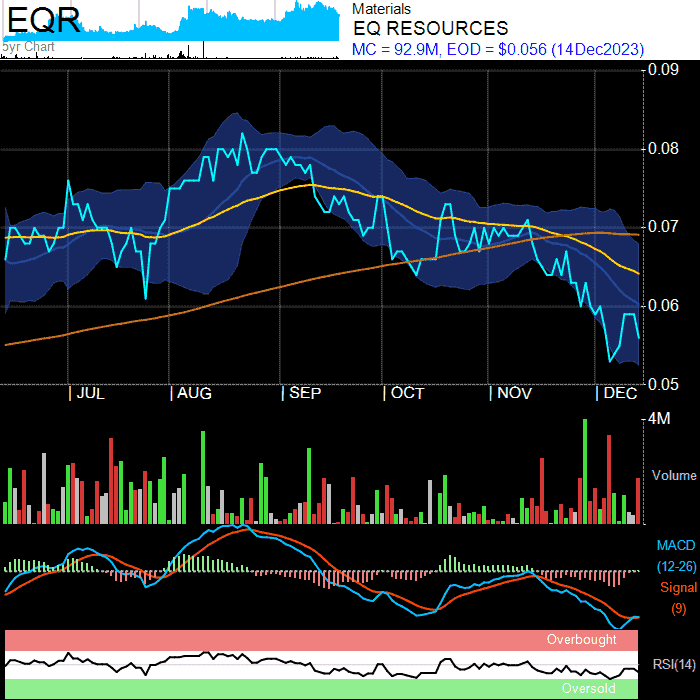 EQR
5yr Chart
Materials
EQ RESOURCES
MC = 92.9M, EOD = $0.056 (14Dec2023)
0.09
0.08
0.07
0.06
0.05
| JUL | AUG | SEP | OCT | NOV | DEC
4M
Volume
MACD
(12-26)
Signal
(9)
Overbought
RSI(14)
Oversold